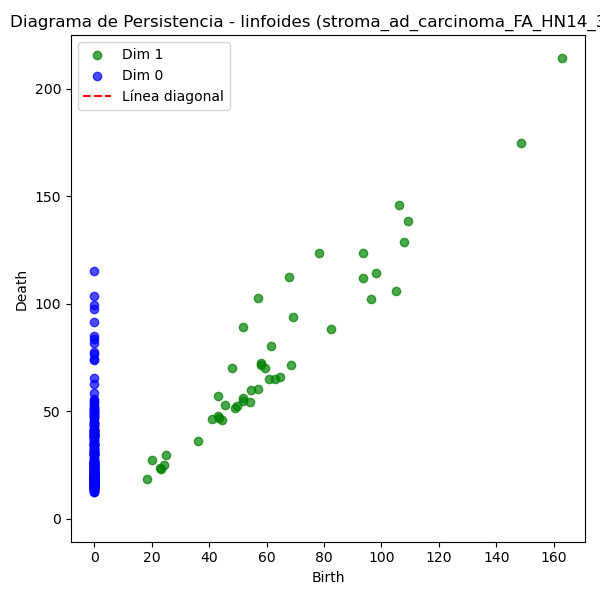 Diagrama de Persistencia - linfoides (stroma_ad_carcinoma_FA_HN14_3
Dim 1
Dim 0
Línea diagonal
200
150
100
50
0
Death
0 20 40 60 80 100 120 140 160
Birth